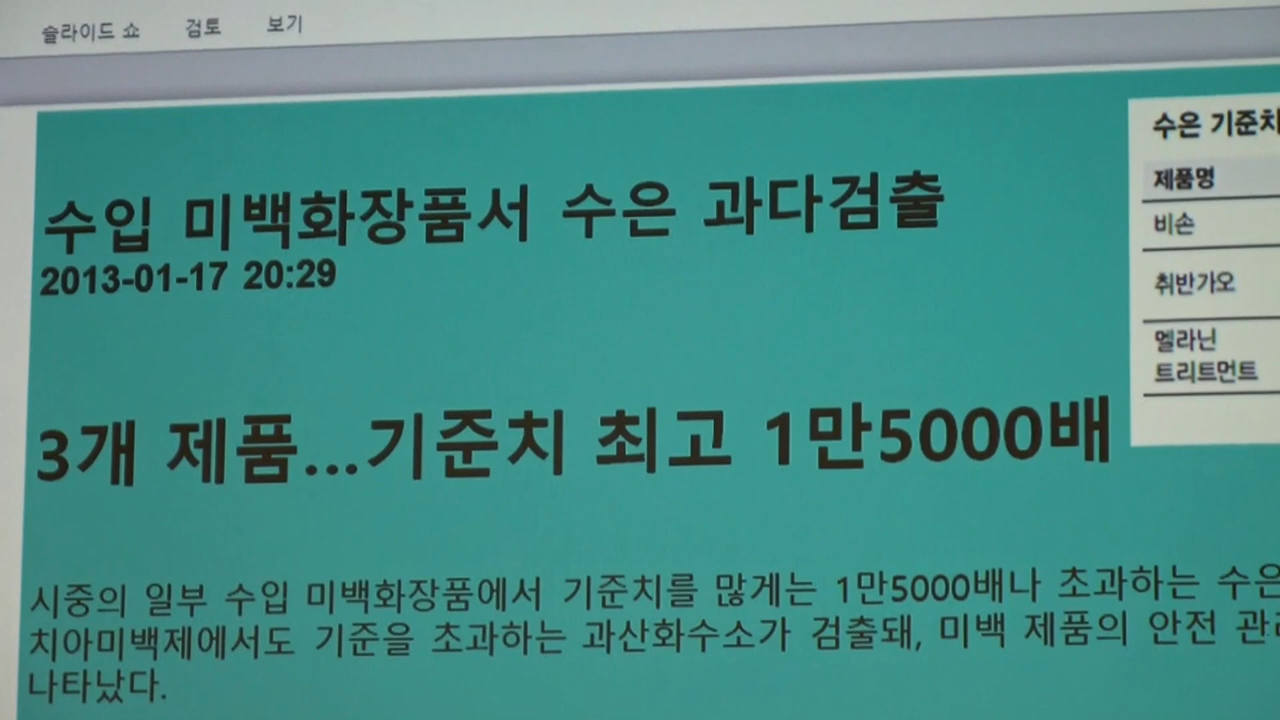 슬라이드 쇼 검토 보기
수입 미백화장품서 수은 과다검출
2013-01-17 20:29
3개 제품...기준치 최고 1만5000배
시중의 일부 수입 미백화장품에서 기준치를 많게는 1만5000배나 초과하는 수은
치아미백제에서도 기준을 초과하는 과산화수소가 검출돼, 미백 제품의 안전
나타났다.
수은 기준치
제품명
비손
취반가오
멜라닌
트리트먼트